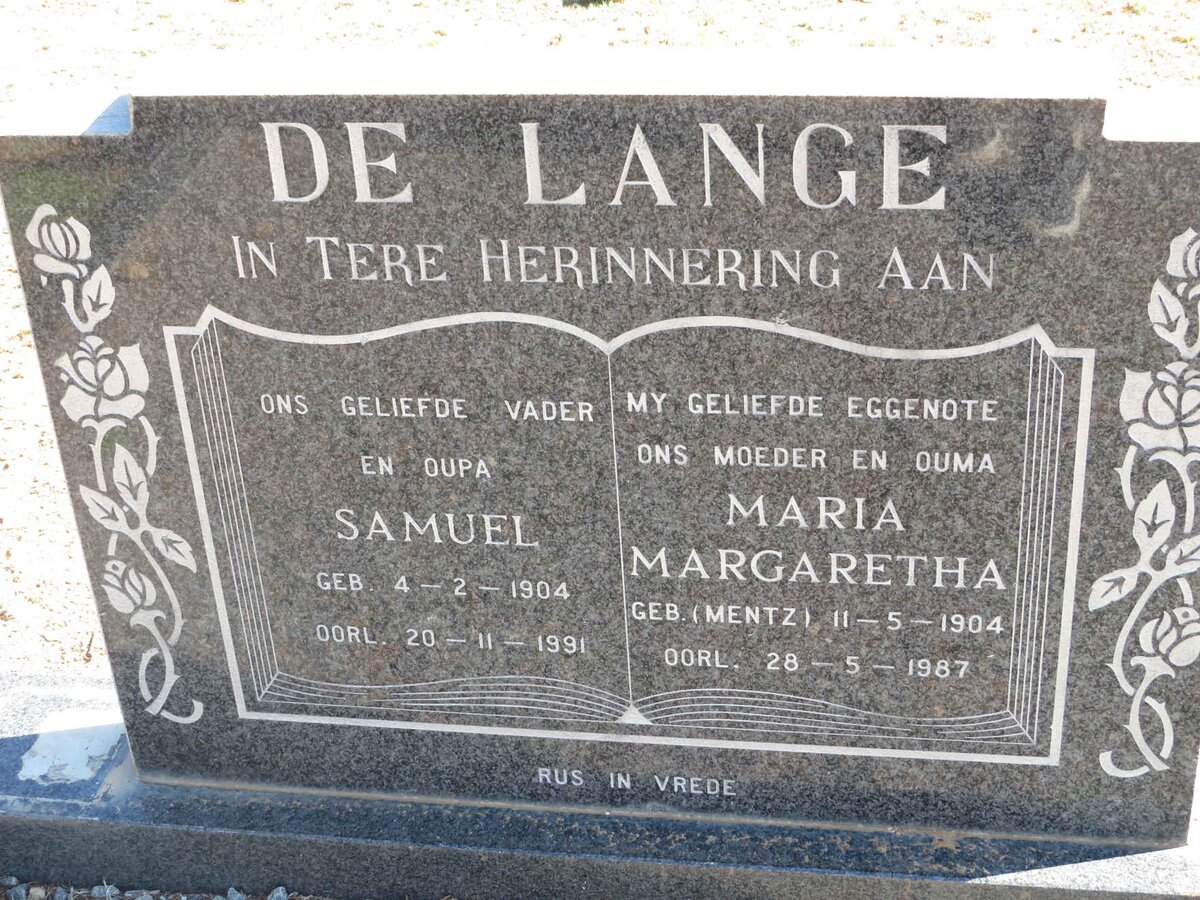 DE LANGE
IN TERE HERINNERING AAN
ONS GELIEFDE VADER
EN OUPA
SAMUEL
GEB. 4-2-1904
OORL. 20-11-1991
MY GELIEFDE EGGENOTE
ONS MOEDER EN OUMA
MARIA
MARGARETHA
GEB. (MENTZ) 11-5-1904
OORL. 28-5-1987
RUS IN VREDE